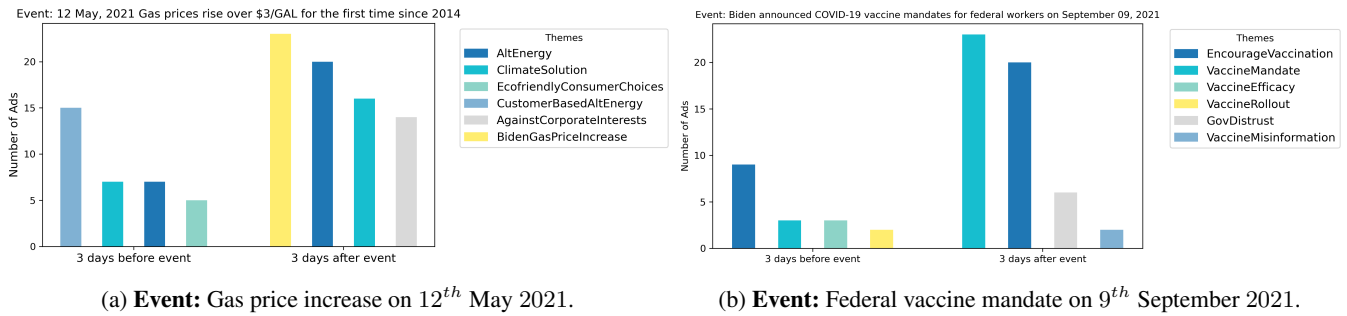 Event: 12 May, 2021 Gas prices rise over $3/GAL for the first time since 2014
Number of Ads
20
15
10
5
0
3 days before event
3 days after event
Themes
AltEnergy
ClimateSolution
EcofriendlyConsumerChoices
CustomerBasedAltEnergy
AgainstCorporateInterests
BidenGasPriceIncrease
(a) Event: Gas price increase on 12th May 2021.
Event: Biden announced COVID-19 vaccine mandates for federal workers on September 09, 2021
Number of Ads
20
15
10
5
0
3 days before event
3 days after event
Themes
EncourageVaccination
VaccineMandate
VaccineEfficacy
VaccineRollout
GovDistrust
VaccineMisinformation
(b) Event: Federal vaccine mandate on 9th September 2021.